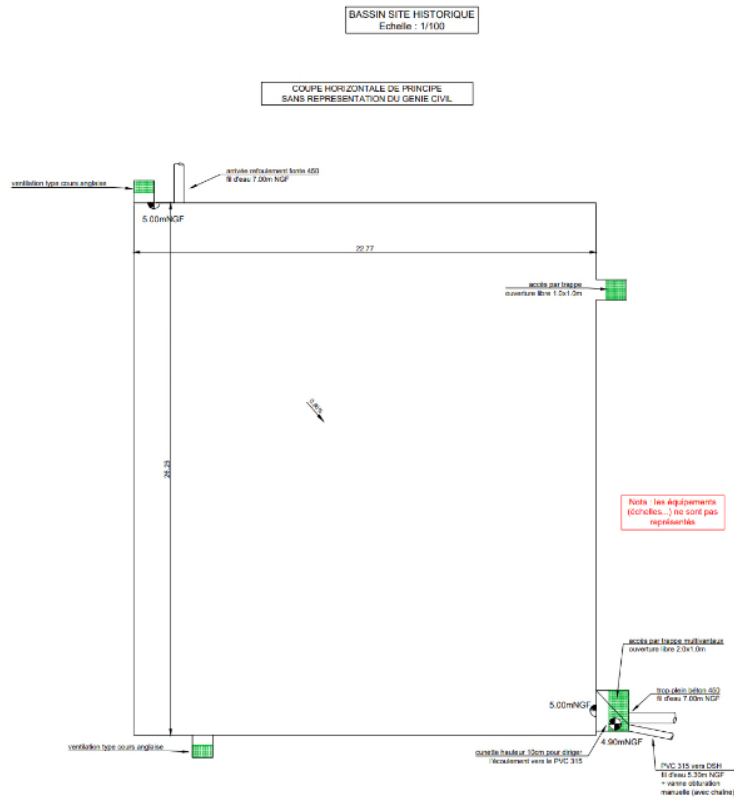 BASSIN SITE HISTORIQUE
Echelle : 1/100
COUPE HORIZONTALE DE PRINCIPE
SANS REPRESENTATION DU GENIE CIVIL
ventilation type cours anglaise
arrivée refoulement fonte 450
fil d'eau 7.00m NGF
5.00mNGF
22.77
accès par trappe
ouverture libre 1.0x1.0m
26.25
Nota : les équipements
(échelles...) ne sont pas
représentés
accès par trappe multivantaux
ouverture libre 2.0x1.0m
trop-plein béton 450
fil d'eau 7.00m NGF
5.00mNGF
4.90mNGF
ventilation type cours anglaise
cunette hauteur 10cm pour diriger
l'écoulement vers le PVC 315
PVC 315 vers DSH
fil d'eau 5.30m NGF
+ vanne obturation
manuelle (avec chaîne)